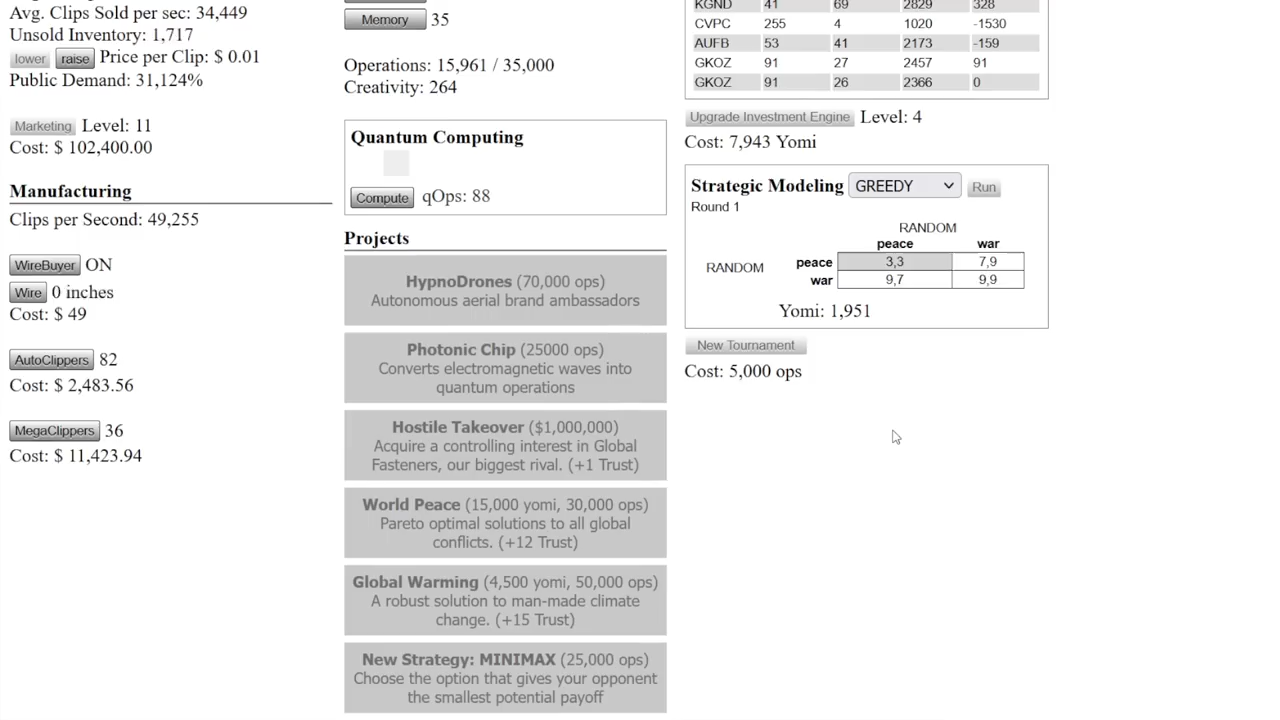 Avg. Clips Sold per sec: 34,449
Unsold Inventory: 1,717
lower raise Price per Clip: $ 0.01
Public Demand: 31,124%
Marketing Level: 11
Cost: $ 102,400.00
Manufacturing
Clips per Second: 49,255
WireBuyer ON
Wire 0 inches
Cost: $ 49
AutoClippers 82
Cost: $ 2,483.56
MegaClippers 36
Cost: $ 11,423.94
Memory 35
Operations: 15,961 / 35,000
Creativity: 264
Quantum Computing
Compute qOps: 88
Projects
HypnoDrones (70,000 ops)
Autonomous aerial brand ambassadors
Photonic Chip (25000 ops)
Converts electromagnetic waves into
quantum operations
Hostile Takeover ($1,000,000)
Acquire a controlling interest in Global
Fasteners, our biggest rival. (+1 Trust)
World Peace (15,000 yomi, 30,000 ops)
Pareto optimal solutions to all global
conflicts. (+12 Trust)
Global Warming (4,500 yomi, 50,000 ops)
A robust solution to man-made climate
change. (+15 Trust)
New Strategy: MINIMAX (25,000 ops)
Choose the option that gives your opponent
the smallest potential payoff
KGND 41 69 2829 328
CVPC 255 4 1020 -1530
AUFB 53 41 2173 -159
GKOZ 91 27 2457 91
GKOZ 91 26 2366 0
Upgrade Investment Engine Level: 4
Cost: 7,943 Yomi
Strategic Modeling GREEDY Run
Round 1
RANDOM
peace war
RANDOM
peace 3,3 7,9
war 9,7 9,9
Yomi: 1,951
New Tournament
Cost: 5,000 ops